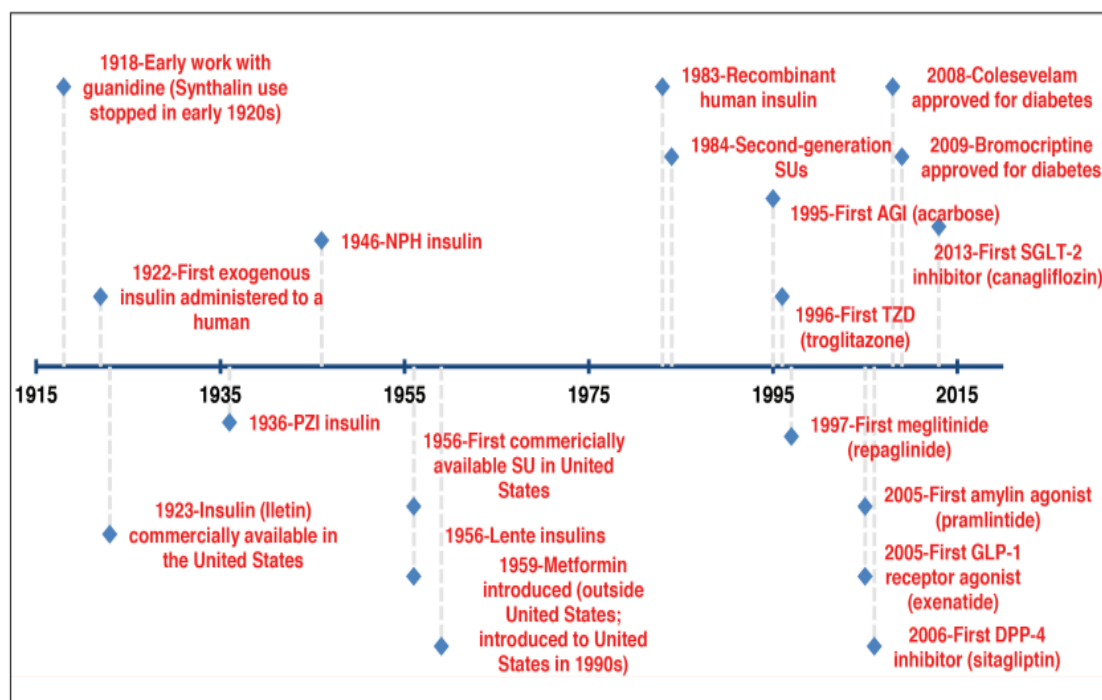 1918-Early work with
guanidine (Synthalin use
stopped in early 1920s)
1983-Recombinant
human insulin
2008-Colesevelam
approved for diabetes
1984-Second-generation
SUs
2009-Bromocriptine
approved for diabetes
1995-First AGI (acarbose)
1946-NPH insulin
2013-First SGLT-2
inhibitor (canagliflozin)
1922-First exogenous
insulin administered to a
human
1996-First TZD
(troglitazone)
1915
1935
1955
1975
1995
2015
1936-PZI insulin
1956-First commericially
available SU in United
States
1997-First meglitinide
(repaglinide)
1923-Insulin (Iletin)
commercially available in
the United States
2005-First amylin agonist
(pramlintide)
1956-Lente insulins
1959-Metformin
introduced (outside
United States;
introduced to United
States in 1990s)
2005-First GLP-1
receptor agonist
(exenatide)
2006-First DPP-4
inhibitor (sitagliptin)